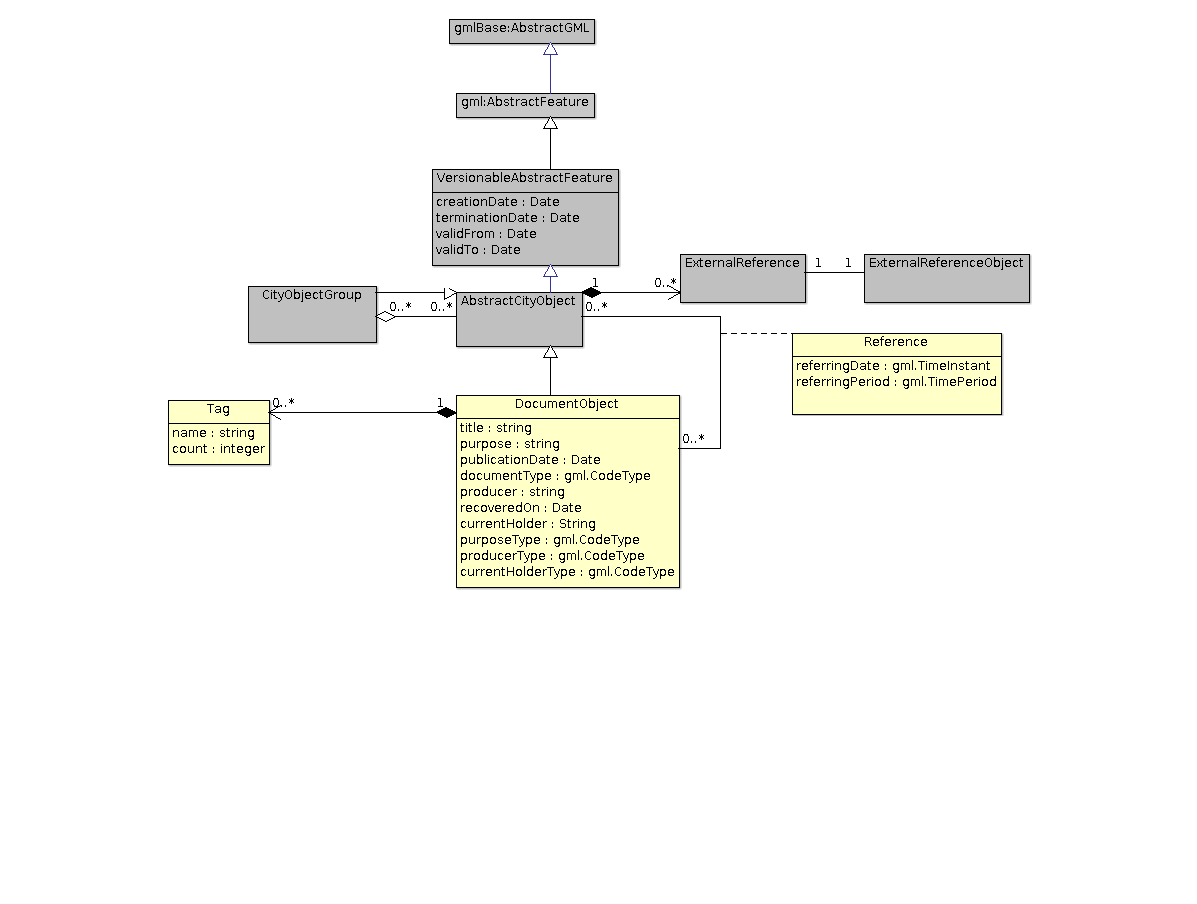 gmlBase:AbstractGML
gml:AbstractFeature
VersionableAbstractFeature
creationDate : Date
terminationDate : Date
validFrom : Date
validTo : Date
ExternalReference
1
1
ExternalReferenceObject
CityObjectGroup
0..*
0..*
AbstractCityObject
1
0..*
0..*
Reference
referringDate : gml.TimeInstant
referringPeriod : gml.TimePeriod
Tag
name : string
count : integer
0..*
1
DocumentObject
title : string
purpose : string
publicationDate : Date
documentType : gml.CodeType
producer : string
recoveredOn : Date
currentHolder : String
purposeType : gml.CodeType
producerType : gml.CodeType
currentHolderType : gml.CodeType
0..*